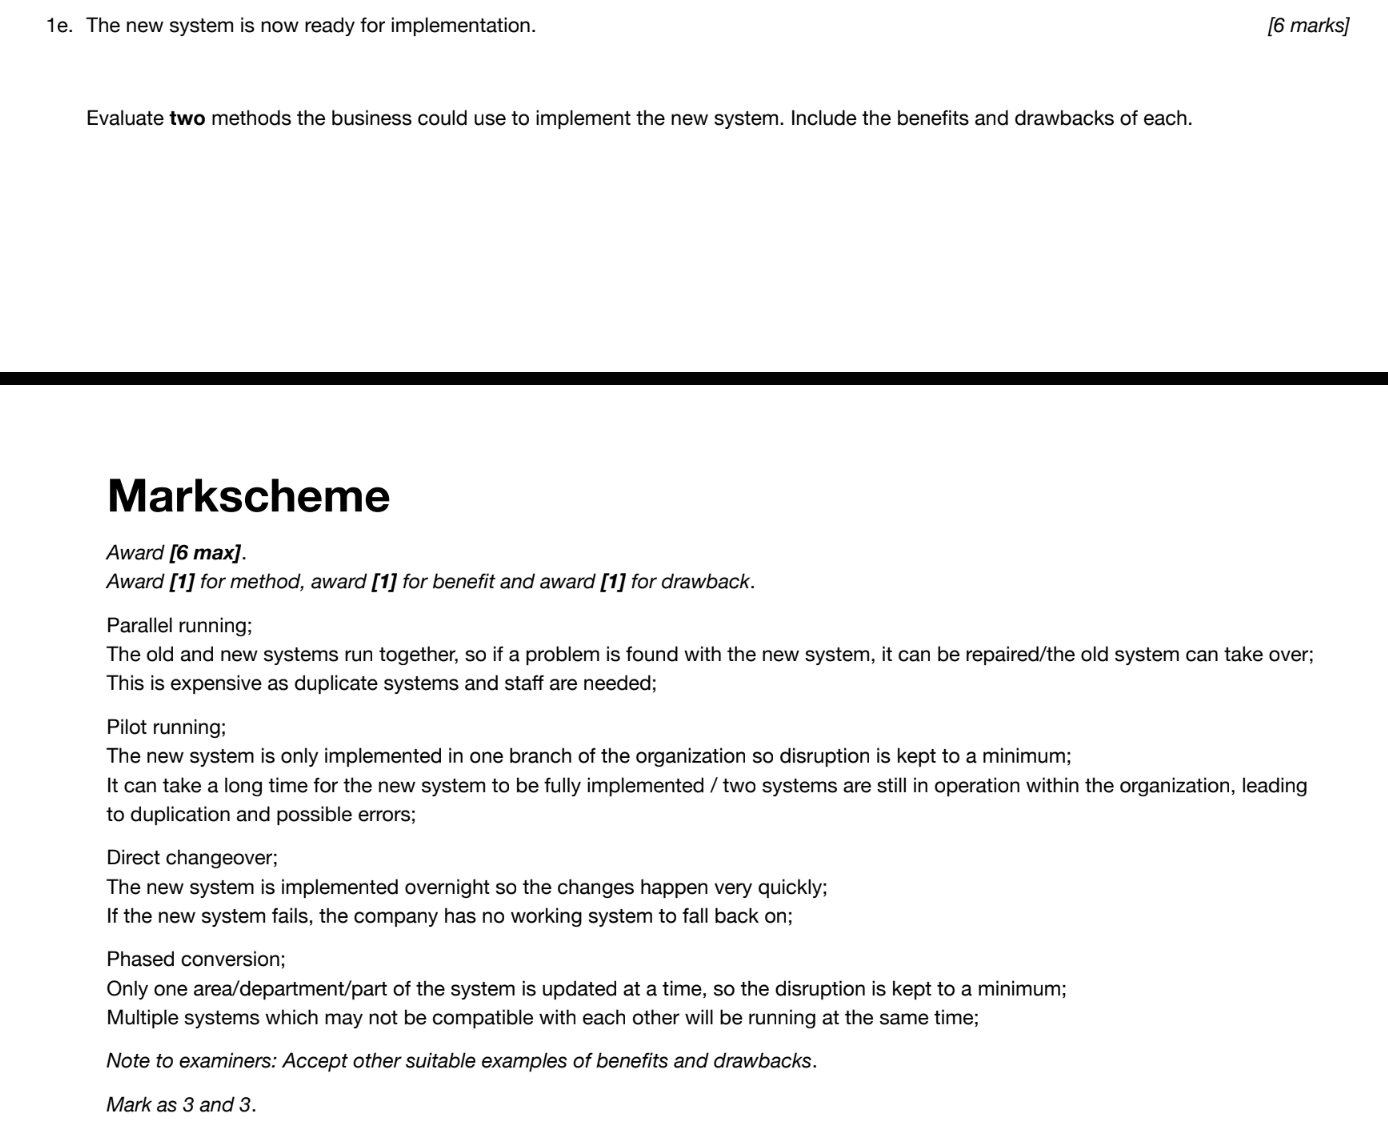 1e. The new system is now ready for implementation. [6 marks]
Evaluate two methods the business could use to implement the new system. Include the benefits and drawbacks of each.
Markscheme
Award [6 max].
Award [1] for method, award [1] for benefit and award [1] for drawback.
Parallel running;
The old and new systems run together, so if a problem is found with the new system, it can be repaired/the old system can take over;
This is expensive as duplicate systems and staff are needed;
Pilot running;
The new system is only implemented in one branch of the organization so disruption is kept to a minimum;
It can take a long time for the new system to be fully implemented / two systems are still in operation within the organization, leading
to duplication and possible errors;
Direct changeover;
The new system is implemented overnight so the changes happen very quickly;
If the new system fails, the company has no working system to fall back on;
Phased conversion;
Only one area/department/part of the system is updated at a time, so the disruption is kept to a minimum;
Multiple systems which may not be compatible with each other will be running at the same time;
Note to examiners: Accept other suitable examples of benefits and drawbacks.
Mark as 3 and 3.